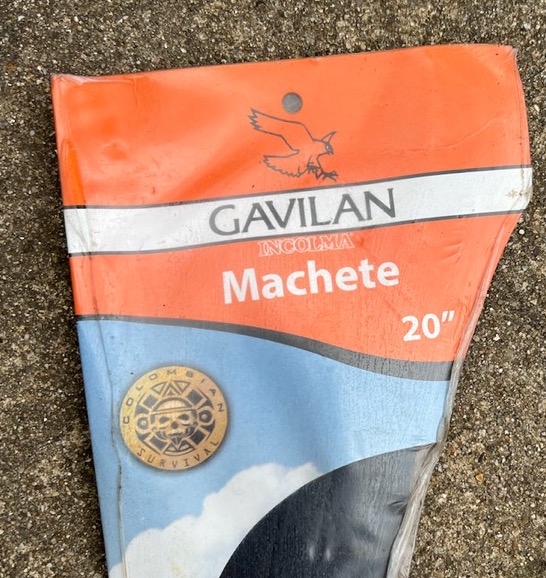 GAVILAN
INCOLMA
Machete
20"
COLOMBIAN
SURVIVAL